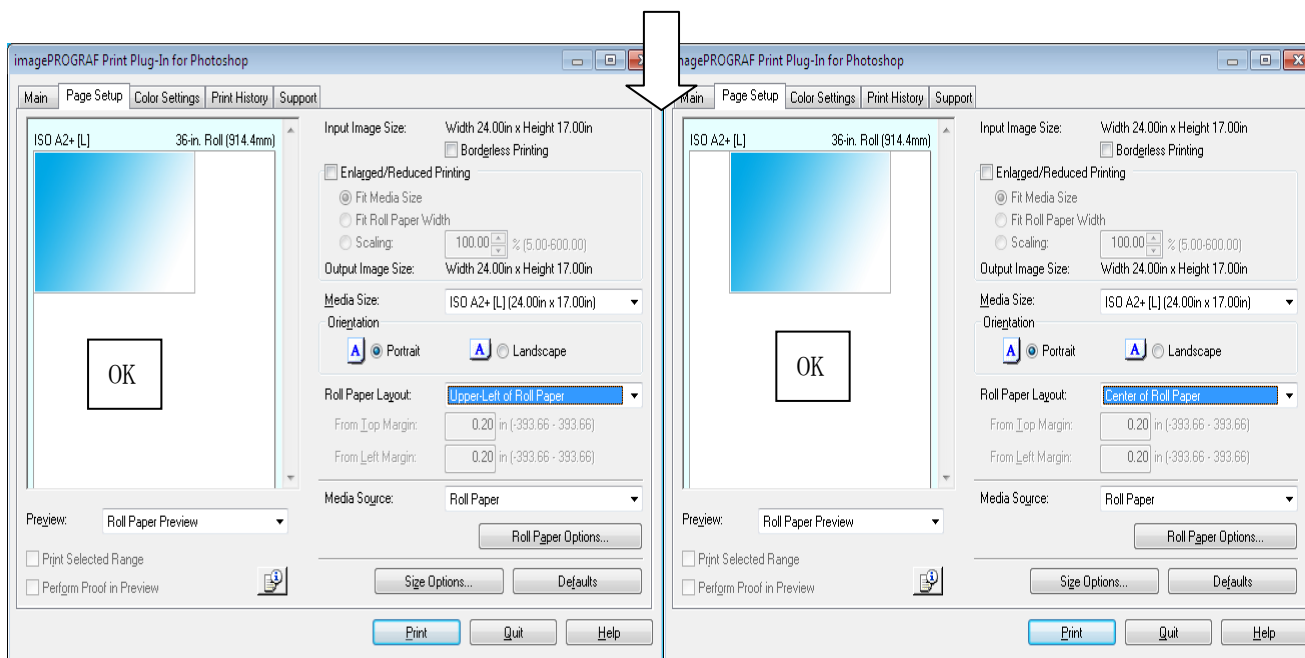 imagePROGRAF Print Plug-In for Photoshop
Main Page Setup Color Settings Print History Support
ISO A2+ [L] 36-in. Roll (914.4mm)
OK
Preview: Roll Paper Preview
Print Selected Range
Perform Proof in Preview
Input Image Size: Width 24.00in x Height 17.00in
Borderless Printing
Enlarged/Reduced Printing
Fit Media Size
Fit Roll Paper Width
Scaling: 100.00 % (5.00-600.00)
Output Image Size: Width 24.00in x Height 17.00in
Media Size: ISO A2+ [L] (24.00in x 17.00in)
Orientation
A Portrait A Landscape
Roll Paper Layout: Upper-Left of Roll Paper
From Top Margin: 0.20 in (-393.66 - 393.66)
From Left Margin: 0.20 in (-393.66 - 393.66)
Media Source: Roll Paper
Roll Paper Options...
Size Options... Defaults
Print Quit Help
magePROGRAF Print Plug-In for Photoshop
Main Page Setup Color Settings Print History Support
ISO A2+ [L] 36-in. Roll (914.4mm)
OK
Preview: Roll Paper Preview
Print Selected Range
Perform Proof in Preview
Input Image Size: Width 24.00in x Height 17.00in
Borderless Printing
Enlarged/Reduced Printing
Fit Media Size
Fit Roll Paper Width
Scaling: 100.00 % (5.00-600.00)
Output Image Size: Width 24.00in x Height 17.00in
Media Size: ISO A2+ [L] (24.00in x 17.00in)
Orientation
A Portrait A Landscape
Roll Paper Layout: Center of Roll Paper
From Top Margin: 0.20 in (-393.66 - 393.66)
From Left Margin: 0.20 in (-393.66 - 393.66)
Media Source: Roll Paper
Roll Paper Options...
Size Options... Defaults
Print Quit Help